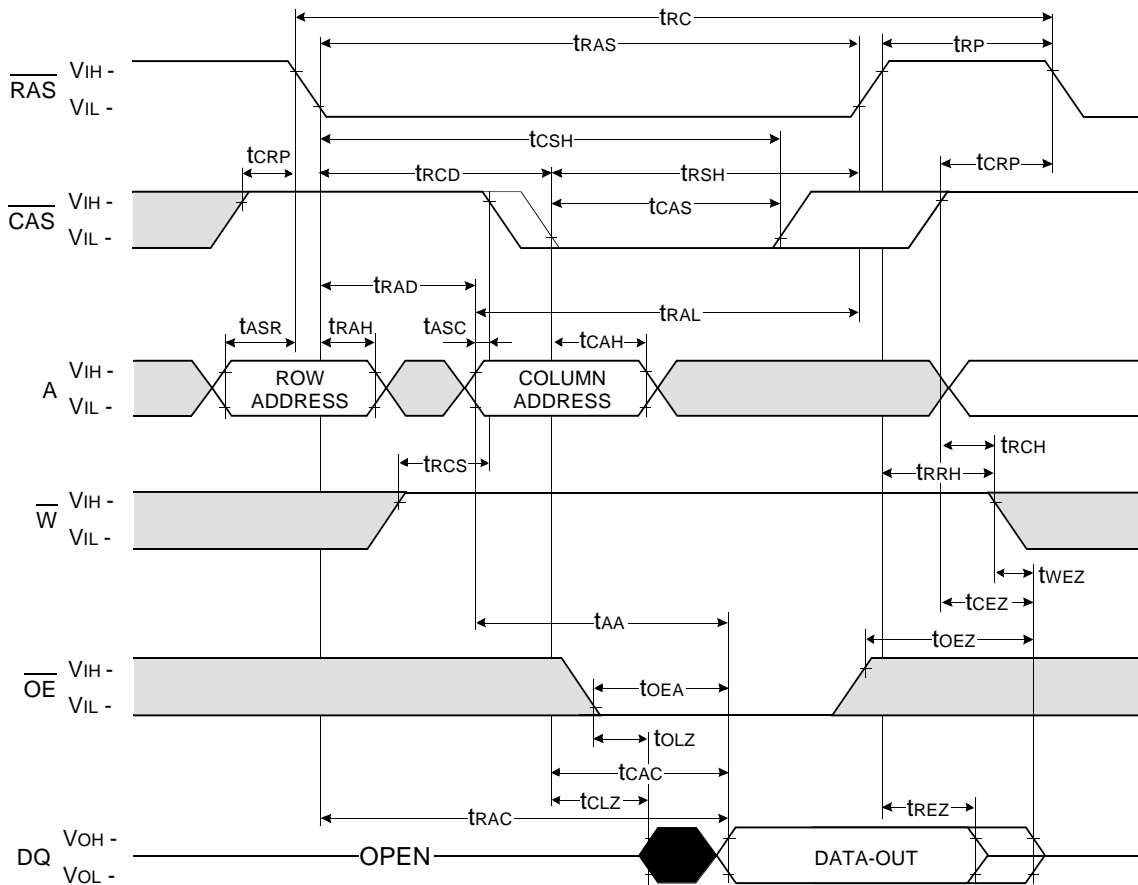 tRC
tRAS
tRP
RAS
VIH -
VIL -
tCSH
tCRP
tRCD
tRSH
tCRP
CAS
VIH -
VIL -
tCAS
tRAD
tRAL
tASR
tRAH
tASC
tCAH
A
VIH -
VIL -
ROW
ADDRESS
COLUMN
ADDRESS
tRCH
tRCS
tRRH
W
VIH -
VIL -
tWEZ
tCEZ
tAA
tOEZ
OE
VIH -
VIL -
tOEA
tOLZ
tCAC
tCLZ
tRAC
tREZ
DQ
VOH -
VOL -
OPEN
DATA-OUT